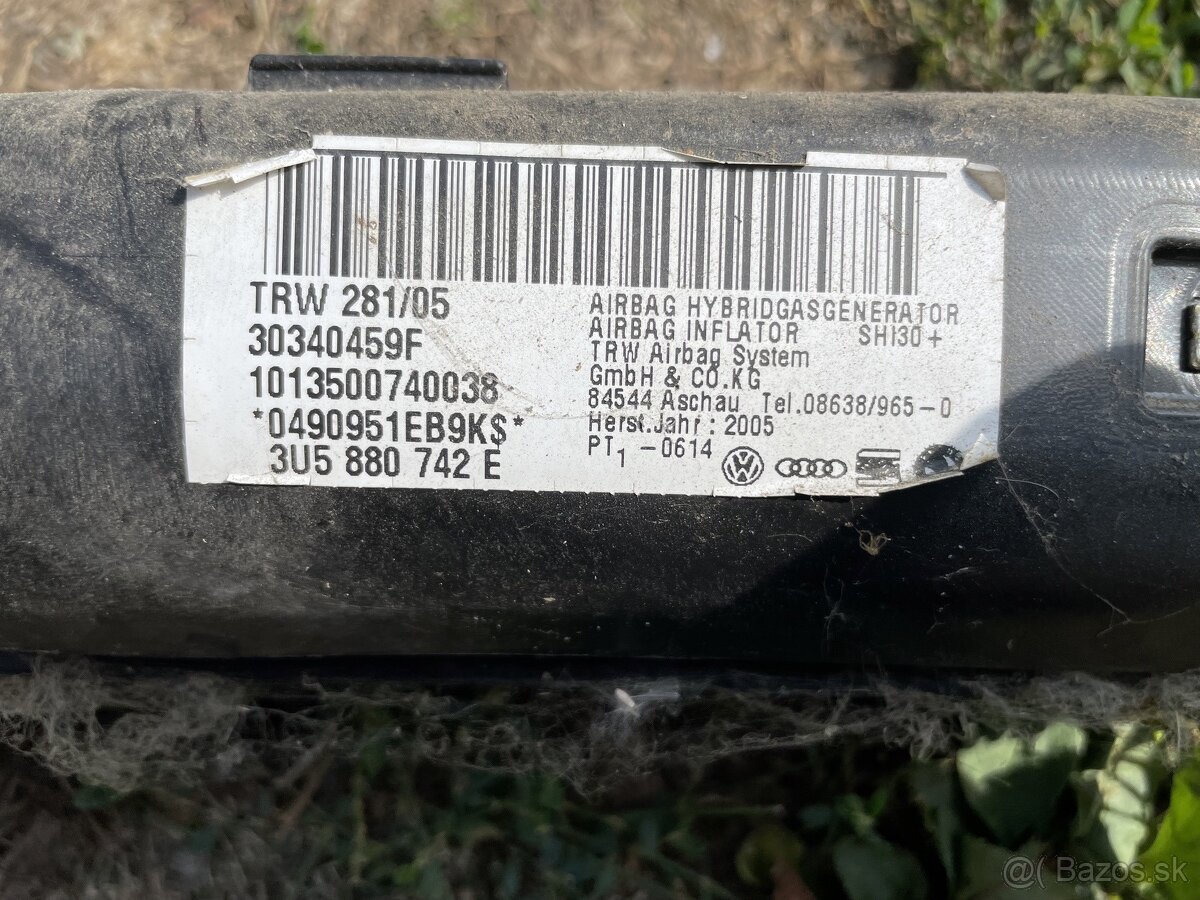 TRW 281/05
30340459F
1013500740038
*0490951EB9K$*
3U5 880 742 E
AIRBAG HYBRIDGASGENERATOR
AIRBAG INFLATOR SHI30+
TRW Airbag System
GmbH & CO.KG
84544 Aschau Tel.08638/965-0
Herst.Jahr: 2005
PT1-0614
@( Bazos.sk